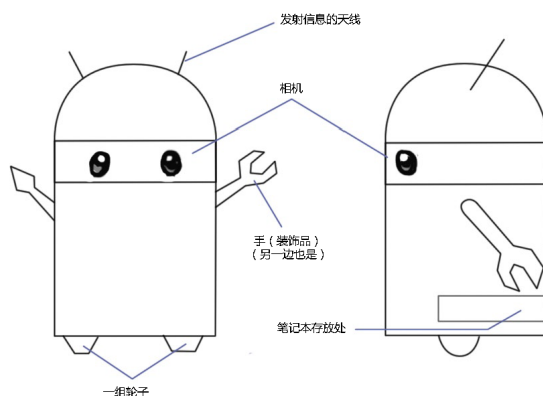 发射信息的天线
相机
手（装饰品）
（另一边也是）
笔记本存放处
一组轮子